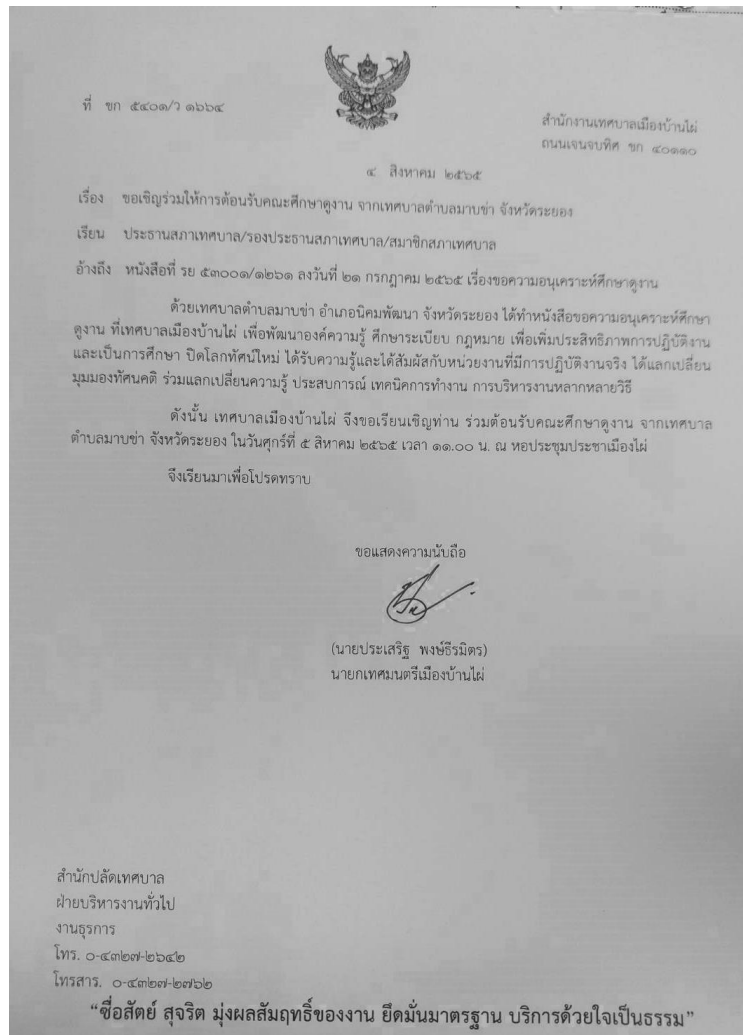 ที่ ขก ๕๔๐๑/ว ๑๖๖๔
สำนักงานเทศบาลเมืองบ้านไผ่
ถนนเจนจบทิศ ขก ๔๐๑๑๐
๔ สิงหาคม ๒๕๖๕
เรื่อง ขอเชิญร่วมให้การต้อนรับคณะศึกษาดูงาน จากเทศบาลตำบลมาบข่า จังหวัดระยอง
เรียน ประธานสภาเทศบาล/รองประธานสภาเทศบาล/สมาชิกสภาเทศบาล
อ้างถึง หนังสือที่ รย ๕๓๐๐๑/๑๒๖๑ ลงวันที่ ๒๑ กรกฎาคม ๒๕๖๕ เรื่องขอความอนุเคราะห์ศึกษาดูงาน
ด้วยเทศบาลตำบลมาบข่า อำเภอนิคมพัฒนา จังหวัดระยอง ได้ทำหนังสือขอความอนุเคราะห์ศึกษา
ดูงาน ที่เทศบาลเมืองบ้านไผ่ เพื่อพัฒนาองค์ความรู้ ศึกษาระเบียบ กฎหมาย เพื่อเพิ่มประสิทธิภาพการปฏิบัติงาน
และเป็นการศึกษา ปิดโลกทัศน์ใหม่ ได้รับความรู้และได้สัมผัสกับหน่วยงานที่มีการปฏิบัติงานจริง ได้แลกเปลี่ยน
มุมมองทัศนคติ ร่วมแลกเปลี่ยนความรู้ ประสบการณ์ เทคนิคการทำงาน การบริหารงานหลากหลายวิธี
ดังนั้น เทศบาลเมืองบ้านไผ่ จึงขอเรียนเชิญท่าน ร่วมต้อนรับคณะศึกษาดูงาน จากเทศบาล
ตำบลมาบข่า จังหวัดระยอง ในวันศุกร์ที่ ๕ สิงหาคม ๒๕๖๕ เวลา ๑๑.๐๐ น. ณ หอประชุมประชาเมืองไผ่
จึงเรียนมาเพื่อโปรดทราบ
ขอแสดงความนับถือ
(นายประเสริฐ พงษ์ธีรมิตร)
นายกเทศมนตรีเมืองบ้านไผ่
สำนักปลัดเทศบาล
ฝ่ายบริหารงานทั่วไป
งานธุรการ
โทร. ๐-๔๓๒๗-๒๖๔๒
โทรสาร. ๐-๔๓๒๗-๒๗๖๒
“ซื่อสัตย์ สุจริต มุ่งผลสัมฤทธิ์ของงาน ยึดมั่นมาตรฐาน บริการด้วยใจเป็นธรรม”